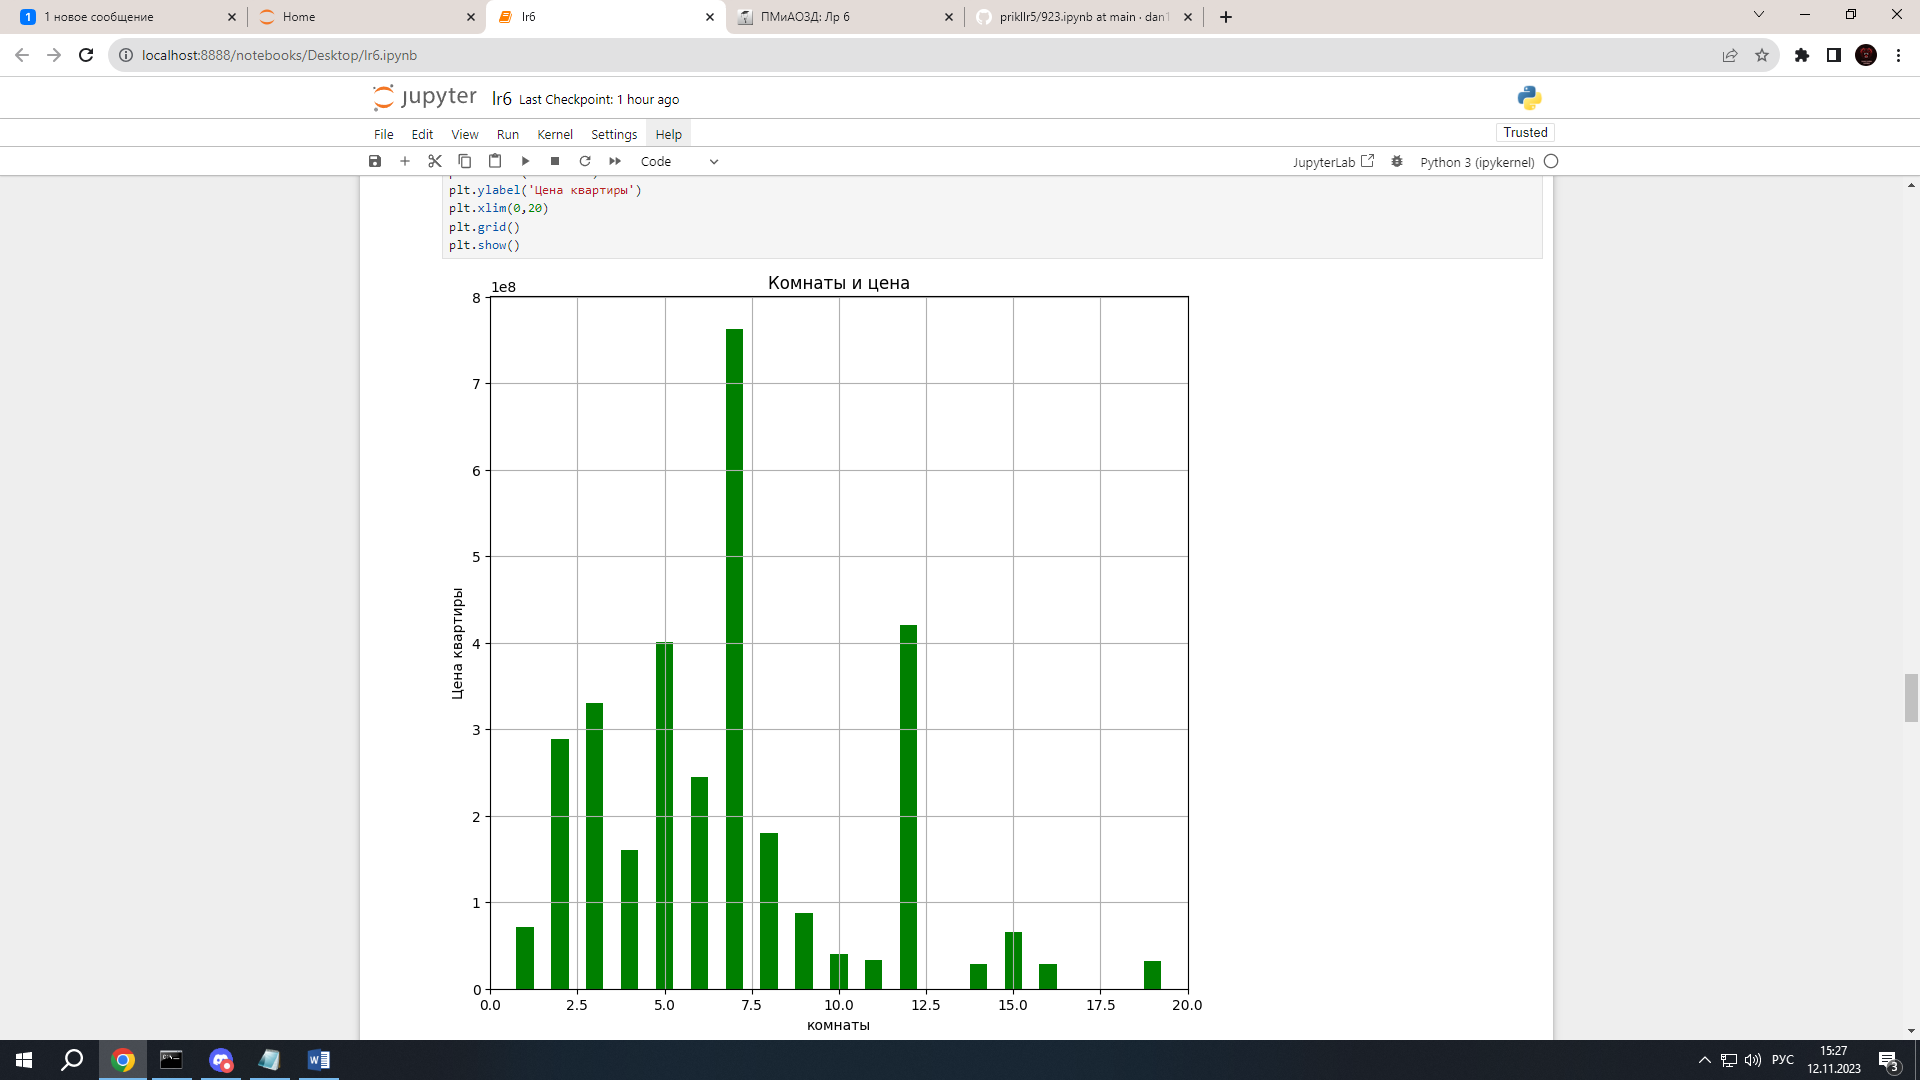 1 новое сообщение
Home
lr6
ПМиАОЗД: Лр 6
prikllr5/923.ipynb at main · dan1
localhost:8888/notebooks/Desktop/lr6.ipynb
jupyter lr6 Last Checkpoint: 1 hour ago
File Edit View Run Kernel Settings Help Trusted
Code JupyterLab Python 3 (ipykernel)
plt.ylabel('Цена квартиры')
plt.xlim(0,20)
plt.grid()
plt.show()
Комнаты и цена
1e8
8
7
6
5
4
3
2
1
0
Цена квартиры
0.0 2.5 5.0 7.5 10.0 12.5 15.0 17.5 20.0
комнаты
РУС
15:27
12.11.2023
3